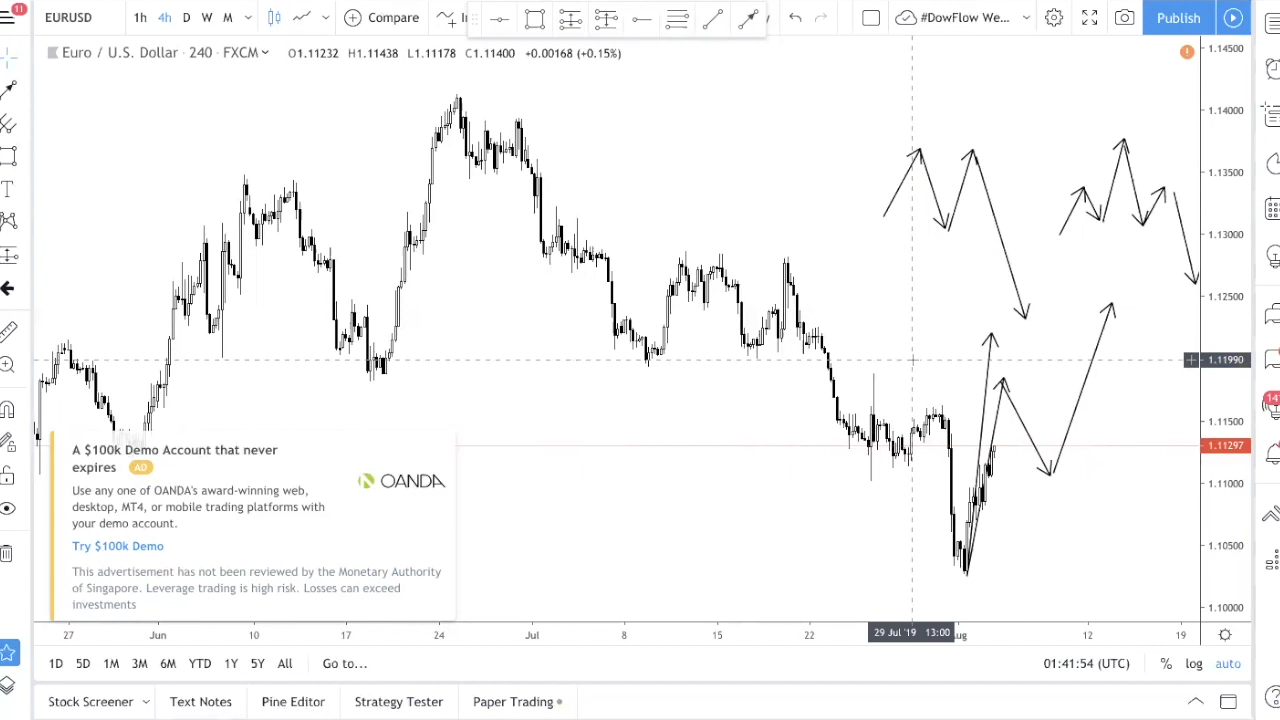 11
EURUSD
1h 4h D W M
Compare
In
#DowFlow We...
Publish
Euro / U.S. Dollar · 240 · FXCM
O1.11232 H1.11438 L1.11178 C1.11400 +0.00168 (+0.15%)
1.14500
1.14000
1.13500
1.13000
1.12500
1.11990
1.11500
1.11297
1.11000
1.10500
1.10000
A $100k Demo Account that never
expires AD
OANDA
Use any one of OANDA's award-winning web,
desktop, MT4, or mobile trading platforms with
your demo account.
Try $100k Demo
This advertisement has not been reviewed by the Monetary Authority
of Singapore. Leverage trading is high risk. Losses can exceed
investments
27 Jun 10 17 24 Jul 8 15 22 29 Jul '19 13:00 ug 12 19
1D 5D 1M 3M 6M YTD 1Y 5Y All Go to...
01:41:54 (UTC) % log auto
Stock Screener Text Notes Pine Editor Strategy Tester Paper Trading